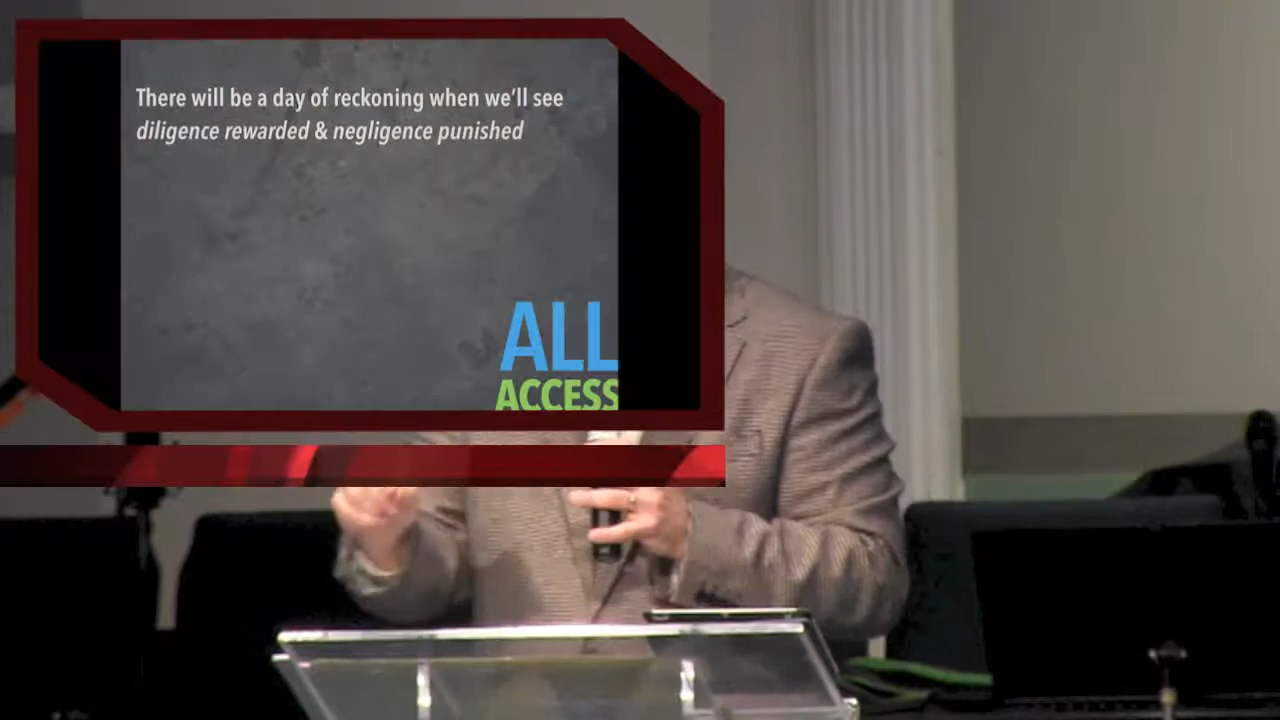 There will be a day of reckoning when we'll see
diligence rewarded & negligence punished
ALL
ACCESS